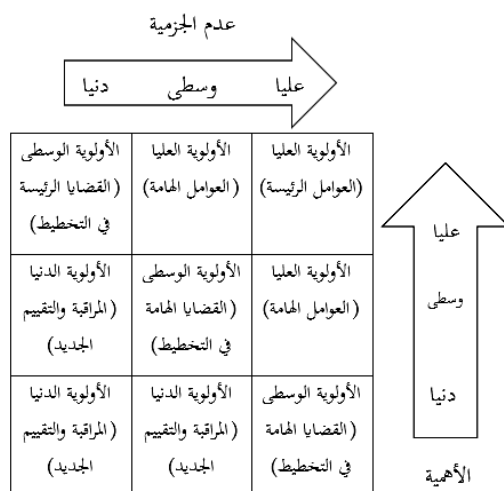 عدم الجزمية
عليا وسطى دنيا
الأولوية العليا
(العوامل الرئيسة)
الأولوية العليا
(العوامل الهامة)
الأولوية الوسطى
(القضايا الرئيسة
في التخطيط)
الأولوية العليا
(العوامل الهامة)
الأولوية الوسطى
(القضايا الهامة
في التخطيط)
الأولوية الدنيا
(المراقبة والتقييم
الجديد)
الأولوية الوسطى
(القضايا الهامة
في التخطيط)
الأولوية الدنيا
(المراقبة والتقييم
الجديد)
الأولوية الدنيا
(المراقبة والتقييم
الجديد)
عليا
وسطى
دنيا
الأهمية